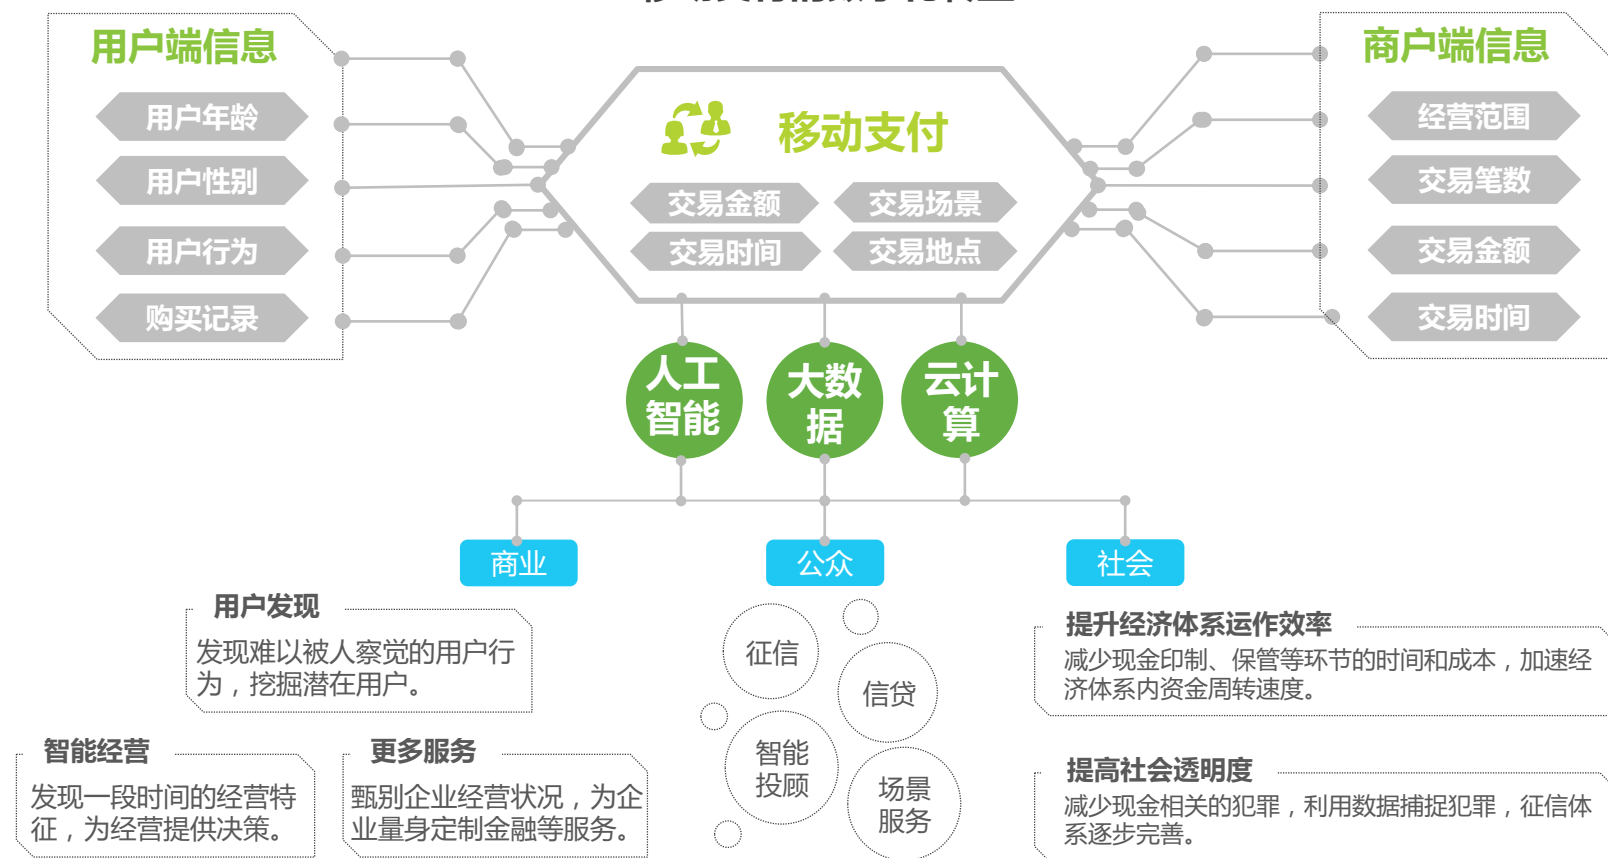 用户端信息
用户年龄
用户性别
用户行为
购买记录
移动支付
交易金额
交易场景
交易时间
交易地点
商户端信息
经营范围
交易笔数
交易金额
交易时间
人工
智能
大数
据
云计
算
商业
公众
社会
用户发现
发现难以被人察觉的用户行
为，挖掘潜在用户。
智能经营
发现一段时间的经营特
征，为经营提供决策。
更多服务
甄别企业经营状况，为企
业量身定制金融等服务。
征信
信贷
智能
投顾
场景
服务
提升经济体系运作效率
减少现金印制、保管等环节的时间和成本，加速经
济体系内资金周转速度。
提高社会透明度
减少现金相关的犯罪，利用数据捕捉犯罪，征信体
系逐步完善。